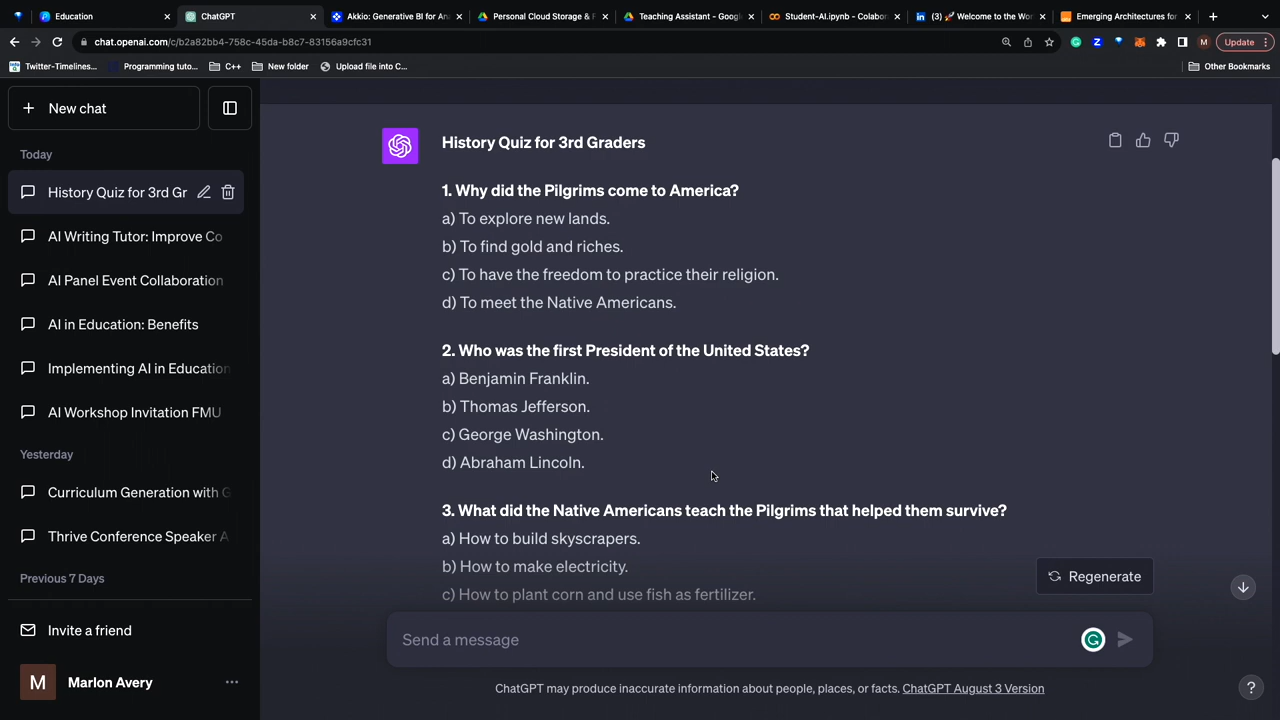 Education
ChatGPT
Akkio: Generative BI for An
Personal Cloud Storage & F
Teaching Assistant - Google
Student-AI.ipynb - Colabora
(3) 🚀 Welcome to the Wor
Emerging Architectures for
chat.openai.com/c/b2a82bb4-758c-45da-b8c7-83156a9cfc31
M
Update
Twitter-Timelines...
Programming tuto...
C++
New folder
Upload file into C...
Other Bookmarks
New chat
Today
History Quiz for 3rd Gr
AI Writing Tutor: Improve Co
AI Panel Event Collaboration
AI in Education: Benefits
Implementing AI in Education
AI Workshop Invitation FMU
Yesterday
Curriculum Generation with G
Thrive Conference Speaker A
Previous 7 Days
Invite a friend
M
Marlon Avery
History Quiz for 3rd Graders
1. Why did the Pilgrims come to America?
a) To explore new lands.
b) To find gold and riches.
c) To have the freedom to practice their religion.
d) To meet the Native Americans.
2. Who was the first President of the United States?
a) Benjamin Franklin.
b) Thomas Jefferson.
c) George Washington.
d) Abraham Lincoln.
3. What did the Native Americans teach the Pilgrims that helped them survive?
a) How to build skyscrapers.
b) How to make electricity.
c) How to plant corn and use fish as fertilizer.
Regenerate
Send a message
ChatGPT may produce inaccurate information about people, places, or facts. ChatGPT August 3 Version
?